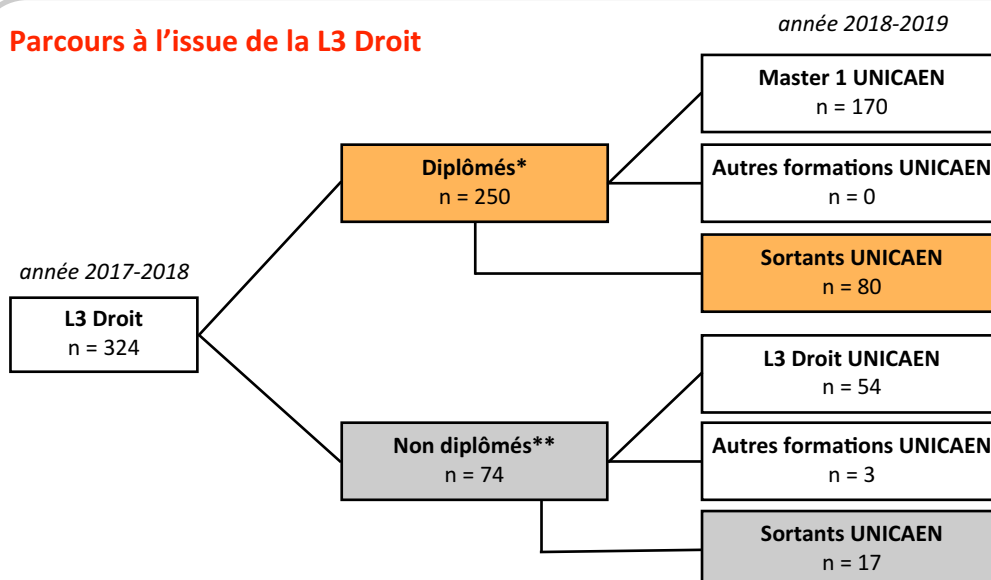 Parcours à l’issue de la L3 Droit
année 2018-2019
Master 1 UNICAEN
n = 170
Diplômés*
n = 250
Autres formations UNICAEN
n = 0
Sortants UNICAEN
n = 80
année 2017-2018
L3 Droit
n = 324
L3 Droit UNICAEN
n = 54
Non diplômés**
n = 74
Autres formations UNICAEN
n = 3
Sortants UNICAEN
n = 17